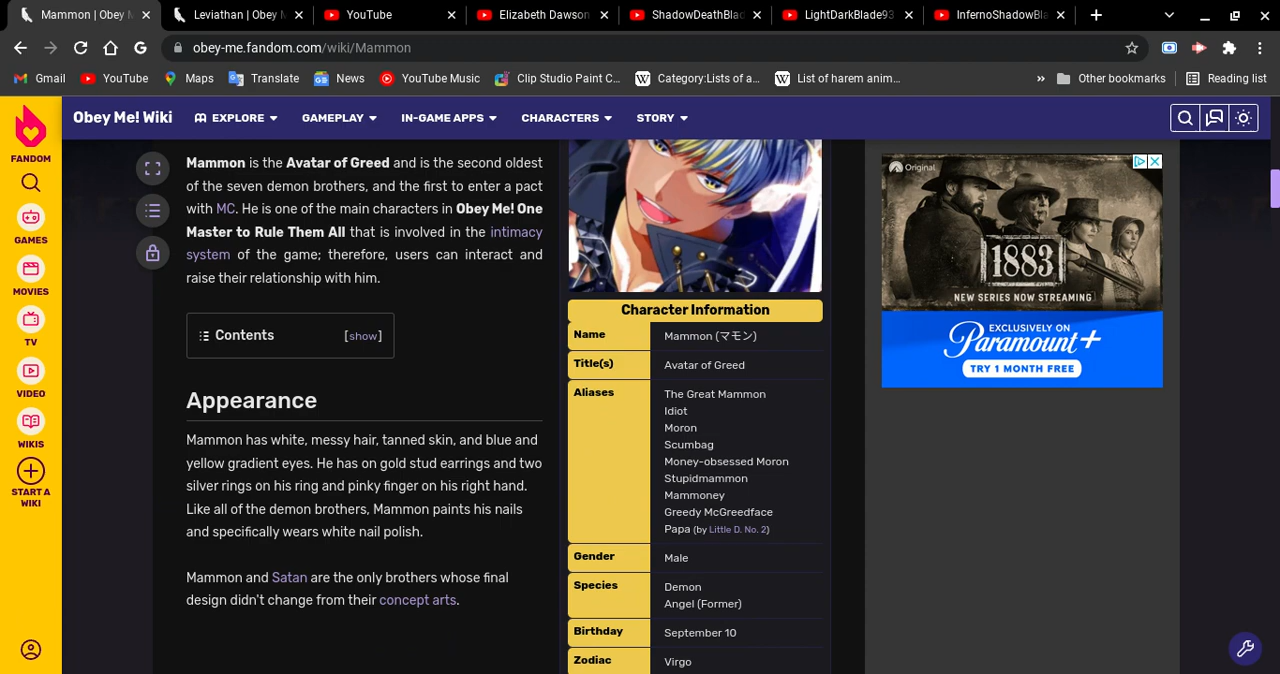 Mammon | Obey M
Leviathan | Obey M
YouTube
Elizabeth Dawson
ShadowDeathBlad
LightDarkBlade93
InfernoShadowBla
obey-me.fandom.com/wiki/Mammon
Gmail
YouTube
Maps
Translate
News
YouTube Music
Clip Studio Paint C...
Category:Lists of a...
List of harem anim...
»
Other bookmarks
Reading list
Obey Me! Wiki
EXPLORE
GAMEPLAY
IN-GAME APPS
CHARACTERS
STORY
FANDOM
GAMES
MOVIES
TV
VIDEO
WIKIS
START A
WIKI
Mammon is the Avatar of Greed and is the second oldest
of the seven demon brothers, and the first to enter a pact
with MC. He is one of the main characters in Obey Me! One
Master to Rule Them All that is involved in the intimacy
system of the game; therefore, users can interact and
raise their relationship with him.
Contents [show]
Appearance
Mammon has white, messy hair, tanned skin, and blue and
yellow gradient eyes. He has on gold stud earrings and two
silver rings on his ring and pinky finger on his right hand.
Like all of the demon brothers, Mammon paints his nails
and specifically wears white nail polish.
Mammon and Satan are the only brothers whose final
design didn't change from their concept arts.
Character Information
Name Mammon (マモン)
Title(s) Avatar of Greed
Aliases The Great Mammon
Idiot
Moron
Scumbag
Money-obsessed Moron
Stupidmammon
Mammoney
Greedy McGreedface
Papa (by Little D. No. 2)
Gender Male
Species Demon
Angel (Former)
Birthday September 10
Zodiac Virgo
Original
1883
NEW SERIES NOW STREAMING
EXCLUSIVELY ON
Paramount+
TRY 1 MONTH FREE